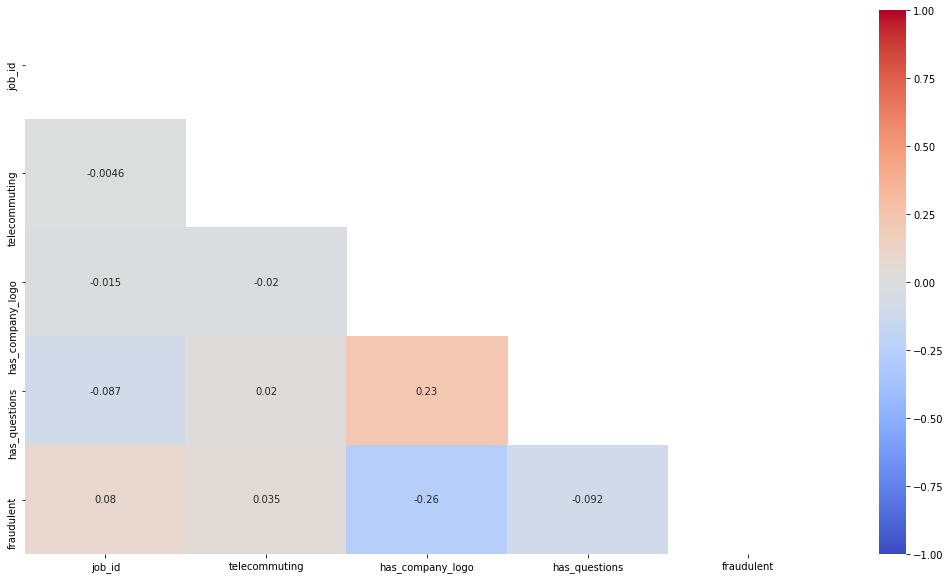 1.00
0.75
0.50
0.25
0.00
−0.25
−0.50
−0.75
−1.00
job_id
telecommuting
has_company_logo
has_questions
fraudulent
-0.0046
-0.015 -0.02
-0.087 0.02 0.23
0.08 0.035 -0.26 -0.092
job_id telecommuting has_company_logo has_questions fraudulent